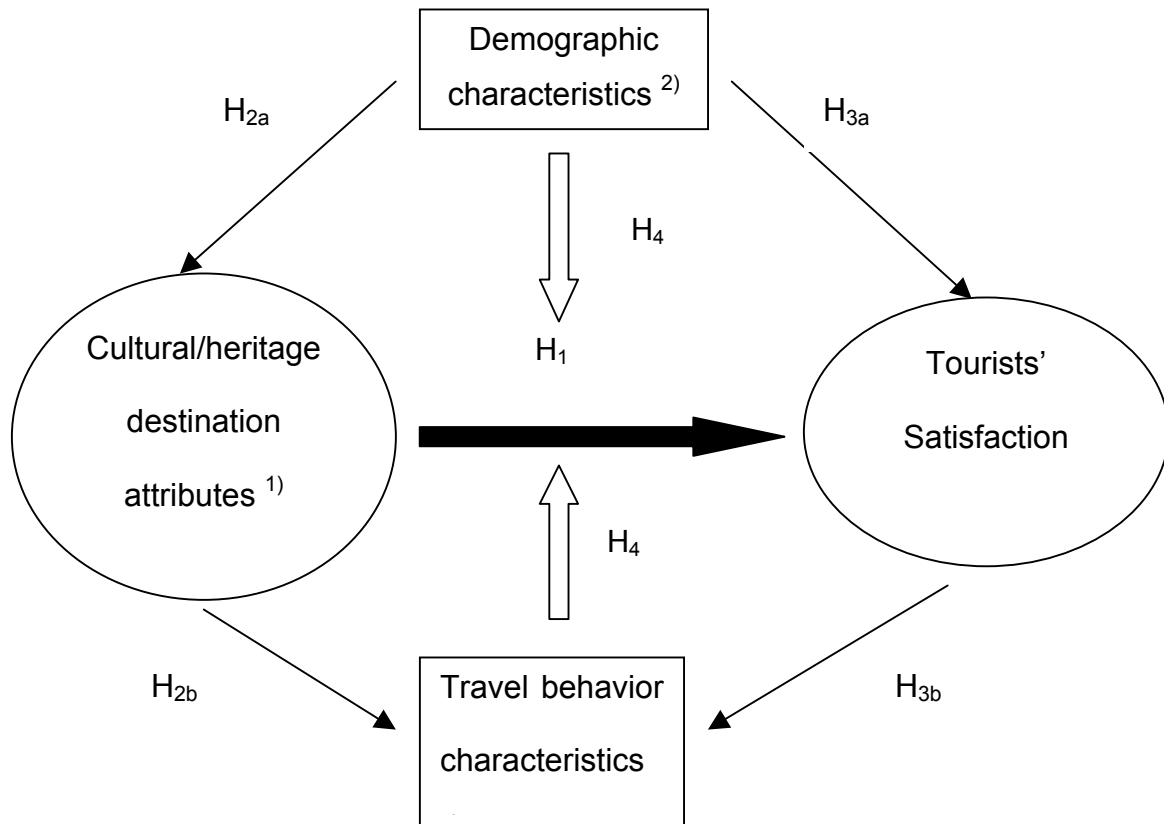 Demographic
characteristics 2)
H2a
H3a
H4
Cultural/heritage
destination
attributes 1)
H1
Tourists’
Satisfaction
H4
H2b
Travel behavior
characteristics
H3b